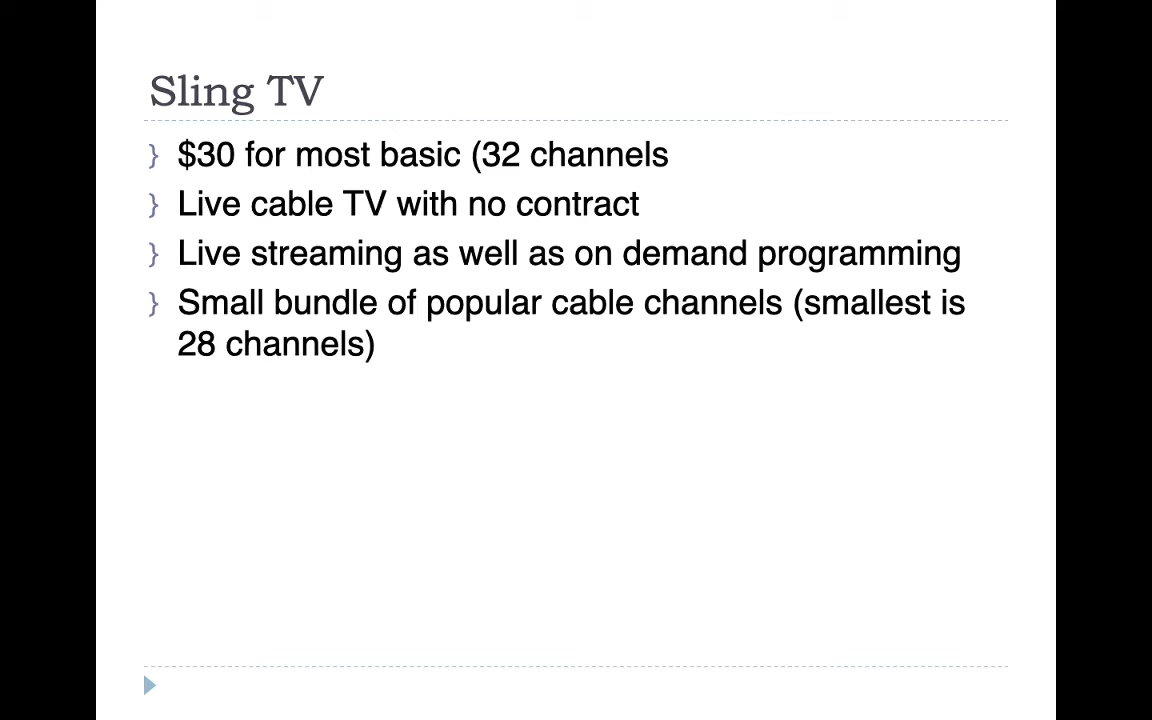 Sling TV
} $30 for most basic (32 channels
} Live cable TV with no contract
} Live streaming as well as on demand programming
} Small bundle of popular cable channels (smallest is
28 channels)